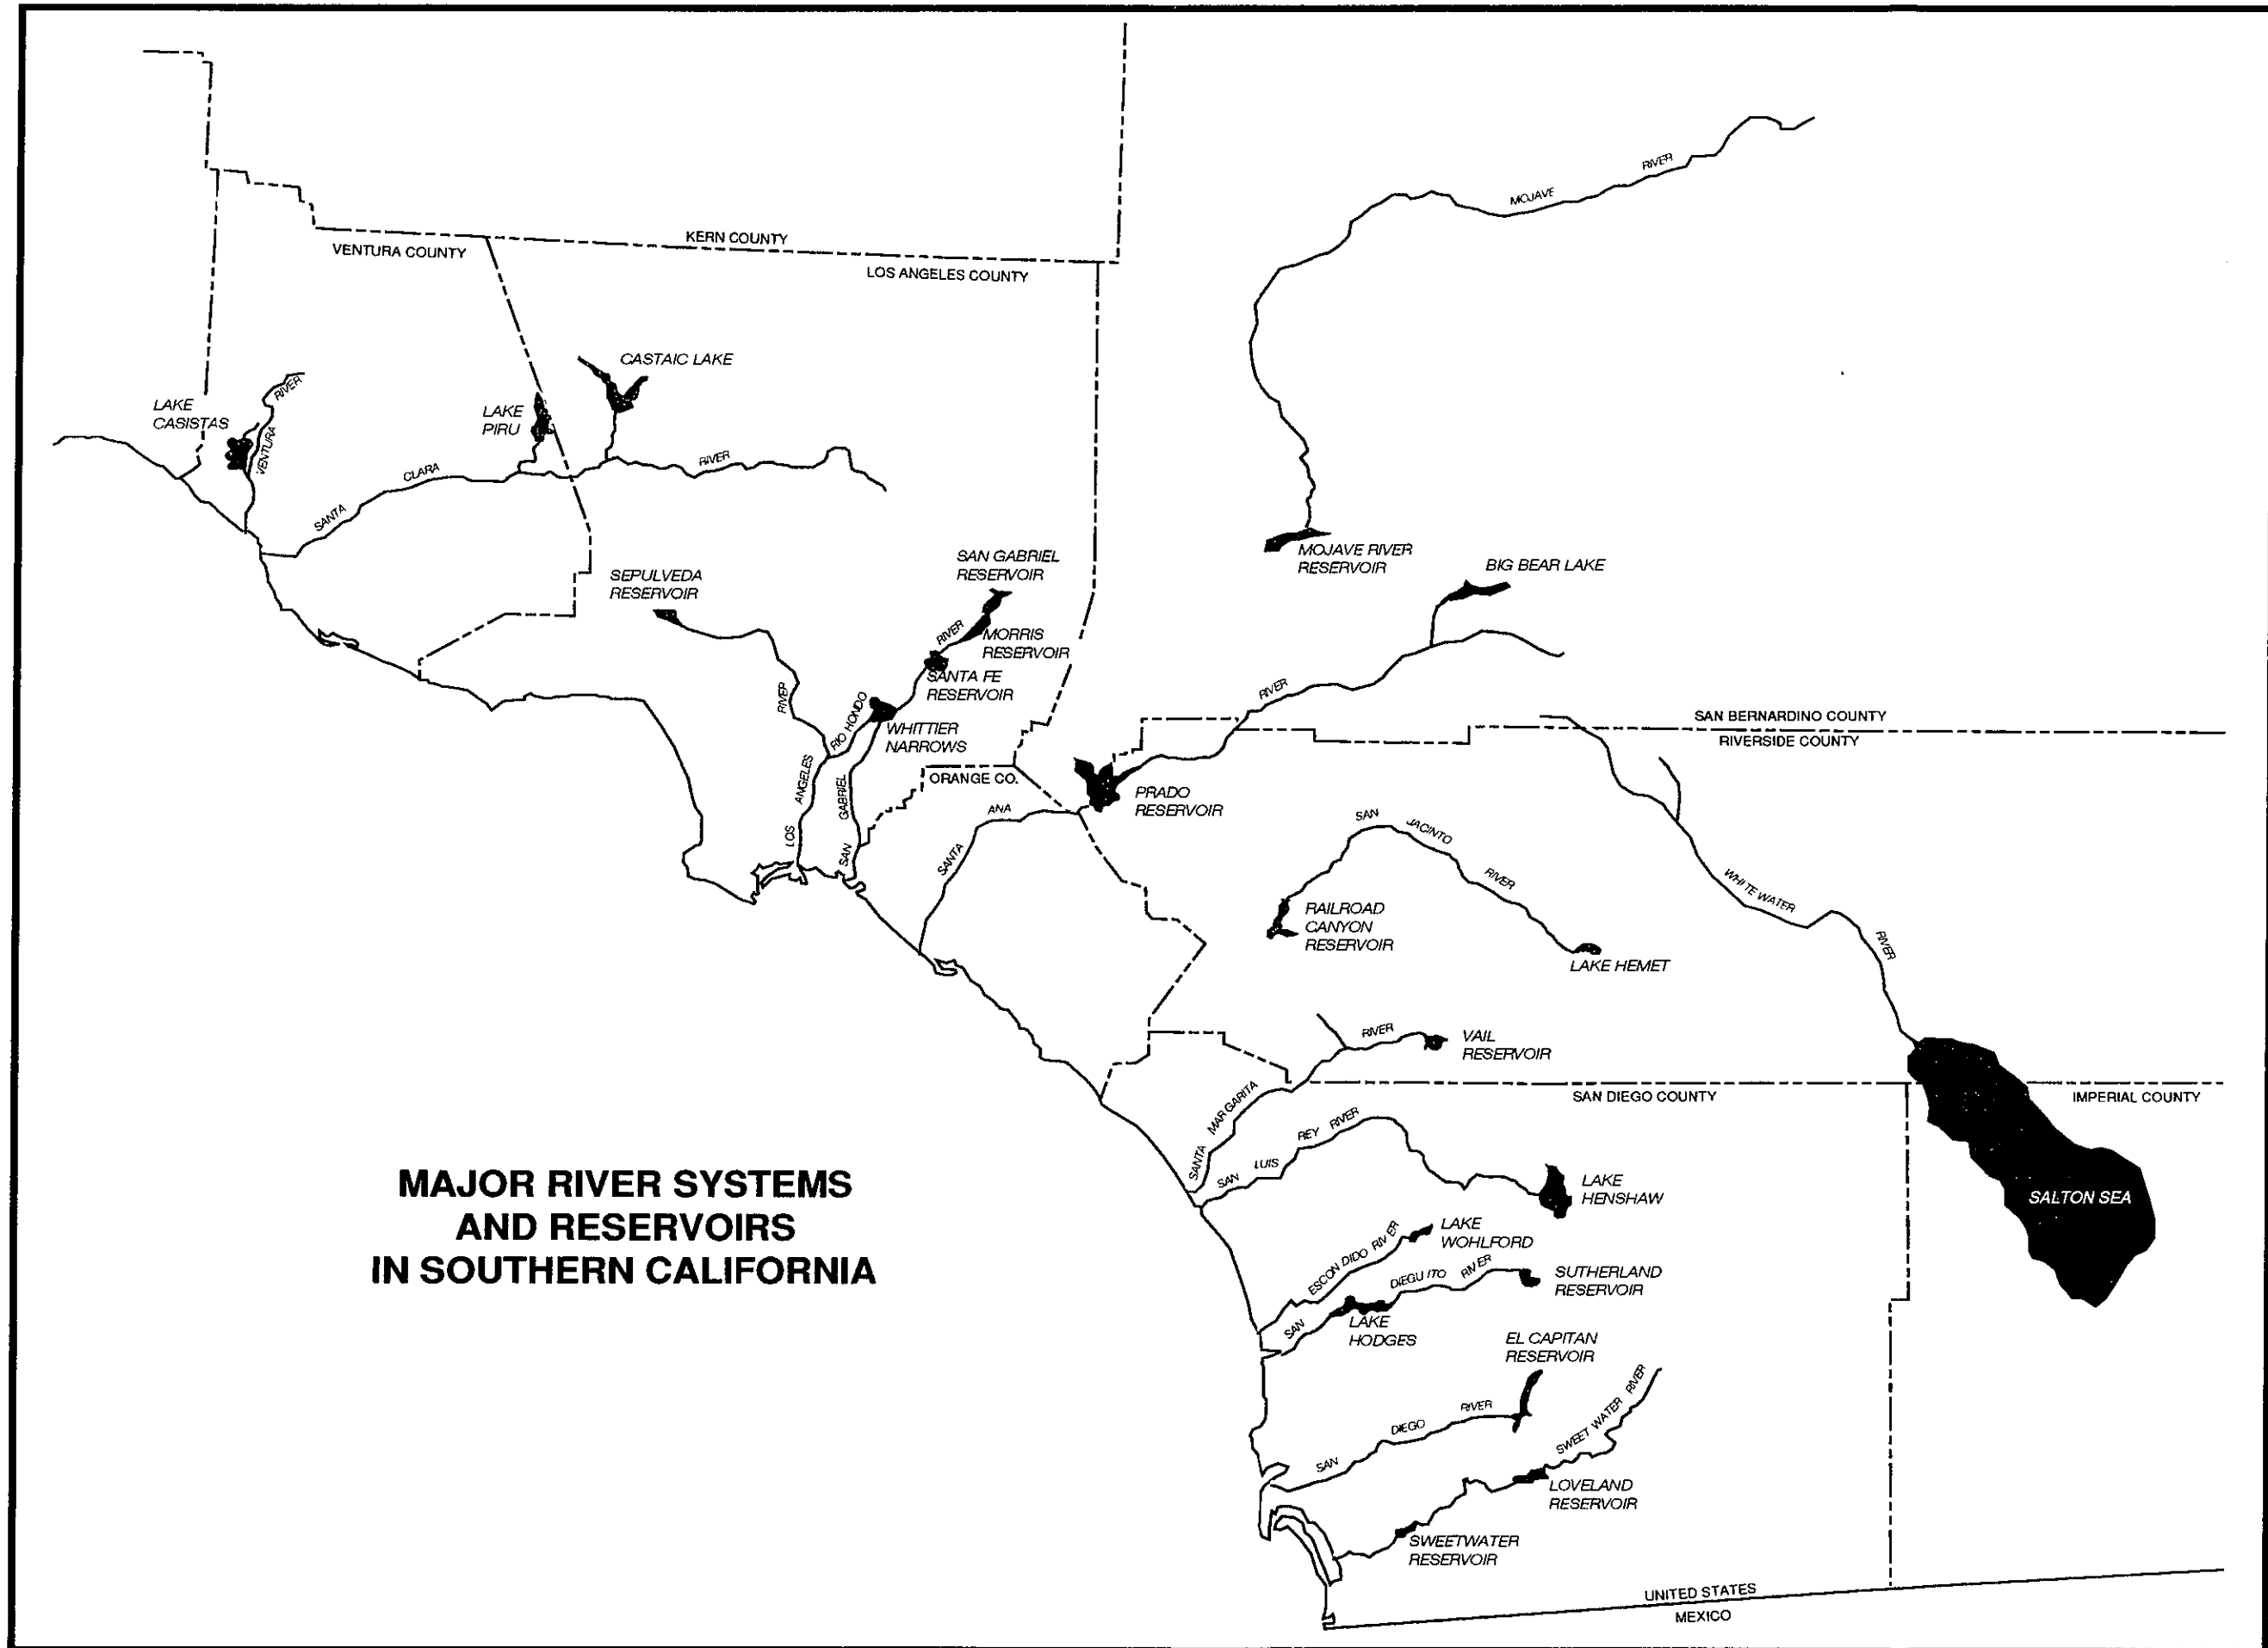 KERN COUNTY
VENTURA COUNTY
LOS ANGELES COUNTY
MOJAVE RIVER
CASTAIC LAKE
LAKE
PIRU
LAKE
CASISTAS
VENTURA RIVER
SANTA CLARA RIVER
MOJAVE RIVER
RESERVOIR
BIG BEAR LAKE
SAN GABRIEL
RESERVOIR
SEPULVEDA
RESERVOIR
MORRIS
RESERVOIR
SANTA FE
RESERVOIR
WHITTIER
NARROWS
RIO HONDO
LOS ANGELES RIVER
SAN GABRIEL RIVER
ORANGE CO.
SANTA ANA RIVER
SAN BERNARDINO COUNTY
RIVERSIDE COUNTY
PRADO
RESERVOIR
SAN JACINTO RIVER
RAILROAD
CANYON
RESERVOIR
LAKE HEMET
WHITE WATER RIVER
VAIL
RESERVOIR
SANTA MARGARITA RIVER
SAN DIEGO COUNTY
IMPERIAL COUNTY
SAN LUIS REY RIVER
LAKE
HENSHAW
SALTON SEA
MAJOR RIVER SYSTEMS
AND RESERVOIRS
IN SOUTHERN CALIFORNIA
ESCON DIDO RIVER
LAKE
WOHLFORD
SAN DIEGU ITO RIVER
SUTHERLAND
RESERVOIR
LAKE
HODGES
EL CAPITAN
RESERVOIR
SAN DIEGO RIVER
SWEET WATER RIVER
LOVELAND
RESERVOIR
SWEETWATER
RESERVOIR
UNITED STATES
MEXICO